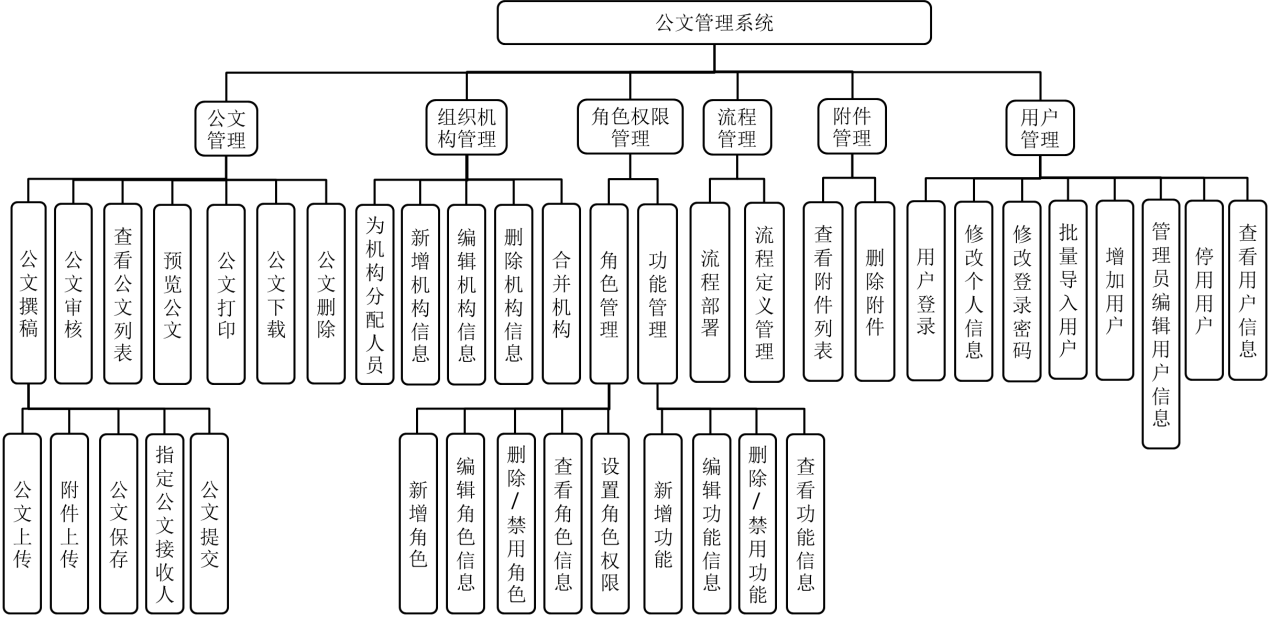 公文管理系统
公文
管理
组织机
构管理
角色权限
管理
流程
管理
附件
管理
用户
管理
公文撰稿
公文审核
查看公文列表
预览公文
公文打印
公文下载
公文删除
为机构分配人员
新增机构信息
编辑机构信息
删除机构信息
合并机构
角色管理
功能管理
流程部署
流程定义管理
查看附件列表
删除附件
用户登录
修改个人信息
修改登录密码
批量导入用户
增加用户
管理员编辑用户信息
停用用户
查看用户信息
公文上传
附件上传
公文保存
指定公文接收人
公文提交
新增角色
编辑角色信息
删除/禁用角色
查看角色信息
设置角色权限
新增功能
编辑功能信息
删除/禁用功能
查看功能信息